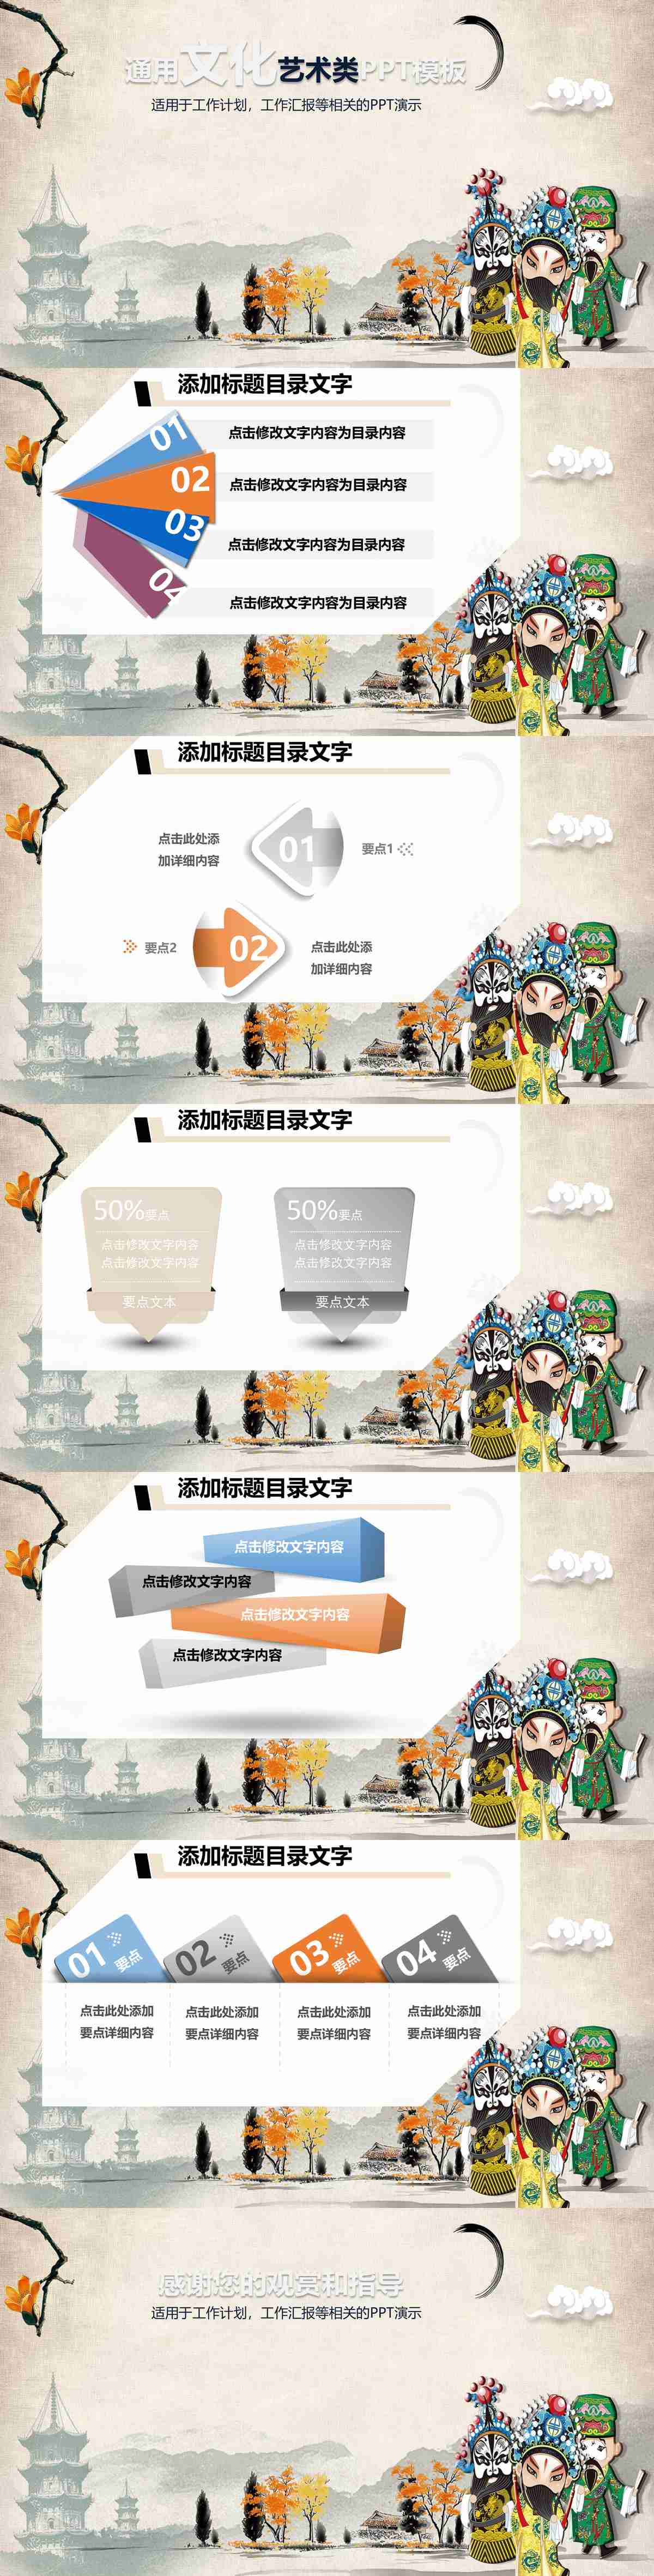 通用文化艺术类PPT模板
适用于工作计划，工作汇报等相关的PPT演示
添加标题目录文字
01
点击修改文字内容为目录内容
02
点击修改文字内容为目录内容
03
点击修改文字内容为目录内容
04
点击修改文字内容为目录内容
添加标题目录文字
点击此处添
加详细内容
01
要点1
要点2
02
点击此处添
加详细内容
添加标题目录文字
50%要点
点击修改文字内容
点击修改文字内容
要点文本
50%要点
点击修改文字内容
点击修改文字内容
要点文本
添加标题目录文字
点击修改文字内容
点击修改文字内容
点击修改文字内容
点击修改文字内容
添加标题目录文字
01 要点
02 要点
03 要点
04 要点
点击此处添加
要点详细内容
点击此处添加
要点详细内容
点击此处添加
要点详细内容
点击此处添加
要点详细内容
感谢您的观赏和指导
适用于工作计划，工作汇报等相关的PPT演示